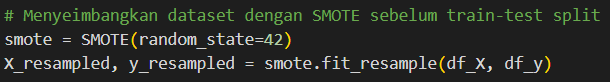 # Menyeimbangkan dataset dengan SMOTE sebelum train-test split
smote = SMOTE(random_state=42)
X_resampled, y_resampled = smote.fit_resample(df_X, df_y)